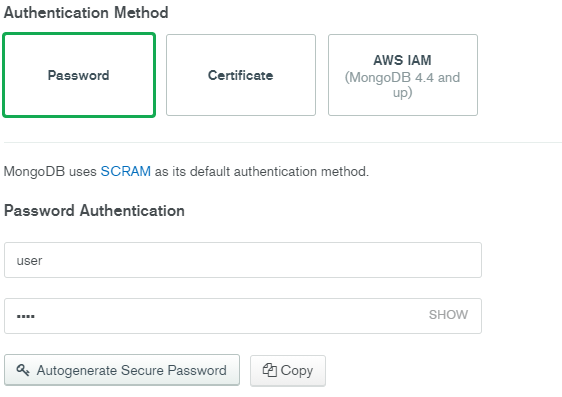 Authentication Method
Password
Certificate
AWS IAM
(MongoDB 4.4 and
up)
MongoDB uses SCRAM as its default authentication method.
Password Authentication
user
••••
SHOW
Autogenerate Secure Password
Copy